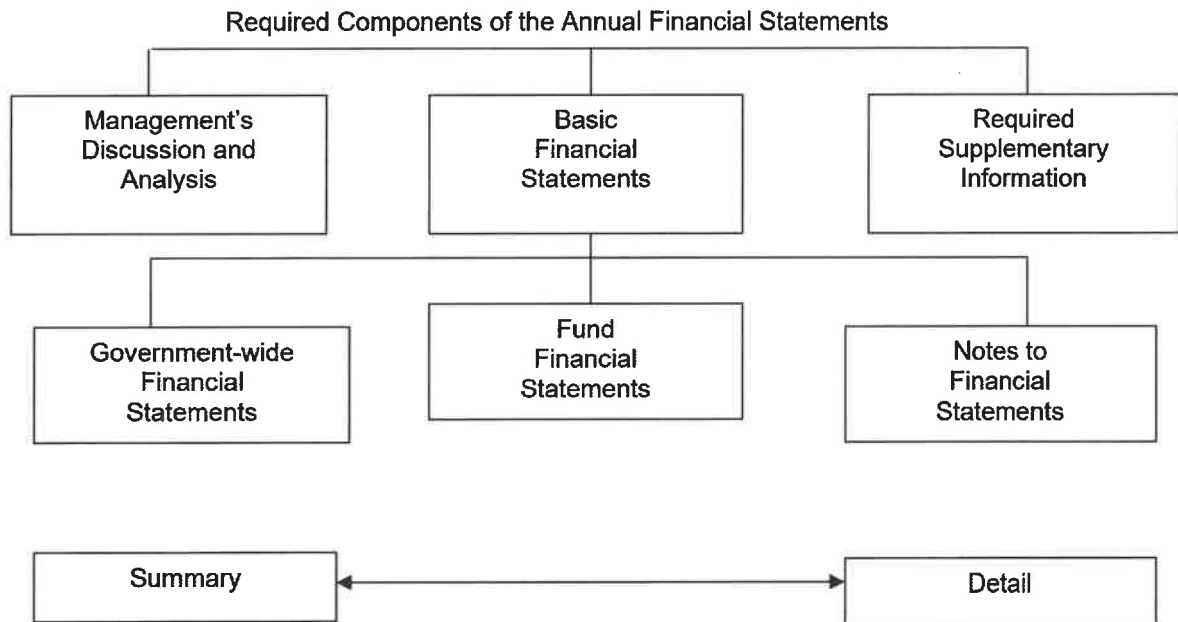 Required Components of the Annual Financial Statements
Management's
Discussion and
Analysis
Basic
Financial
Statements
Required
Supplementary
Information
Government-wide
Financial
Statements
Fund
Financial
Statements
Notes to
Financial
Statements
Summary
Detail